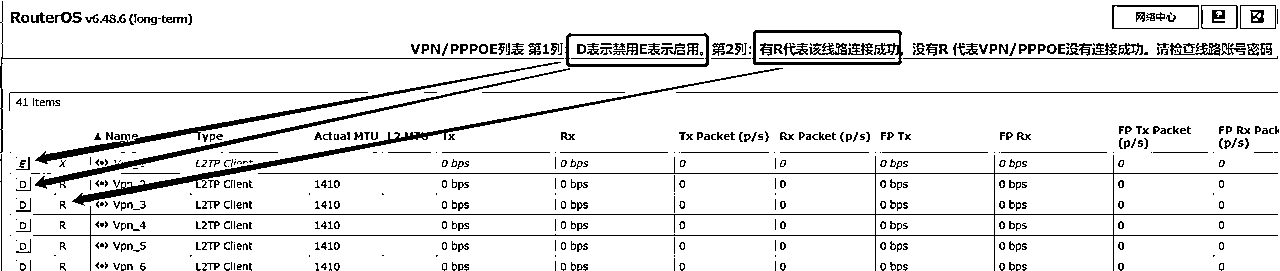 RouterOS v6.48.6 (long-term)
网络中心
VPN/PPPOE列表 第1列: D表示禁用E表示启用。 第2列: 有R代表该线路连接成功, 没有R 代表VPN/PPPOE没有连接成功。请检查线路账号密码
41 items
▲ Name Type Actual MTU L2 MTU Tx Rx Tx Packet (p/s) Rx Packet (p/s) FP Tx FP Rx FP Tx Packet (p/s) FP Rx Packet (p/s)
E X Vpn_1 L2TP Client 0 bps 0 bps 0 0 0 bps 0 bps 0 0
D R Vpn_2 L2TP Client 1410 0 bps 0 bps 0 0 0 bps 0 bps 0 0
D R Vpn_3 L2TP Client 1410 0 bps 0 bps 0 0 0 bps 0 bps 0 0
D R Vpn_4 L2TP Client 1410 0 bps 0 bps 0 0 0 bps 0 bps 0 0
D R Vpn_5 L2TP Client 1410 0 bps 0 bps 0 0 0 bps 0 bps 0 0
D R Vpn_6 L2TP Client 1410 0 bps 0 bps 0 0 0 bps 0 bps 0 0